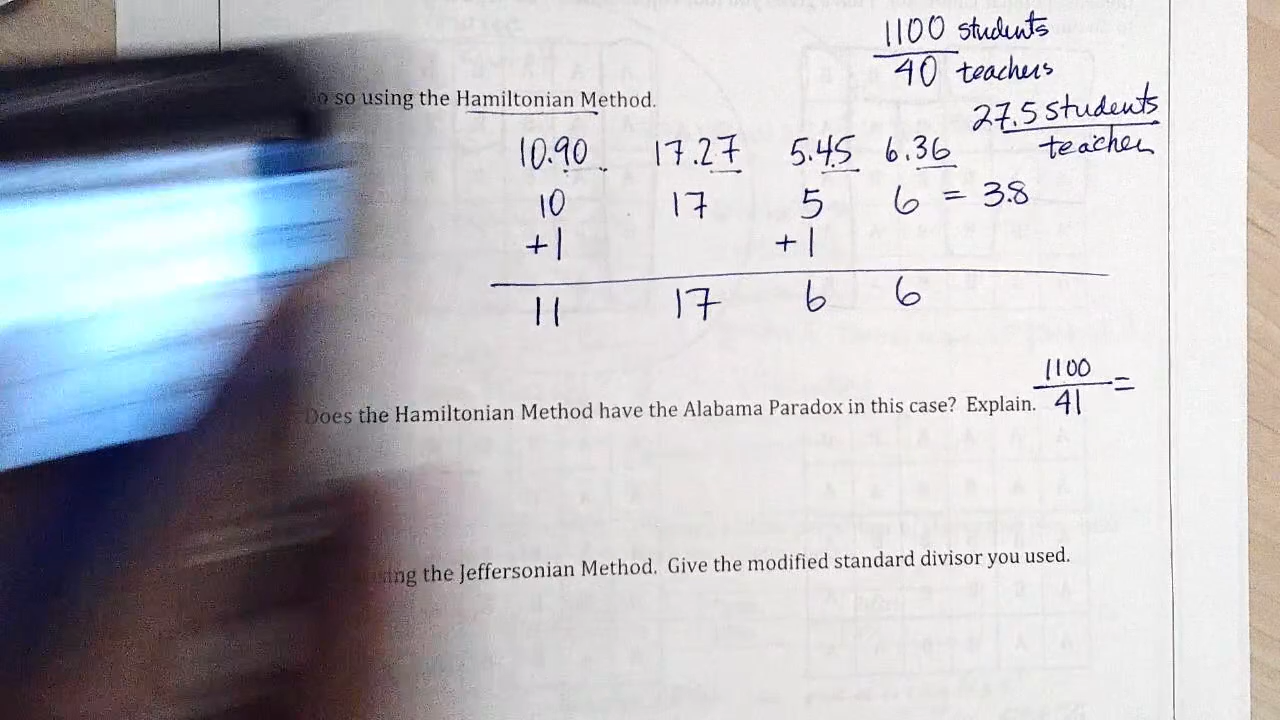 1100 students
40 teachers
so using the Hamiltonian Method.
27.5 students
teacher
10.90 17.27 5.45 6.36
10 17 5 6 = 38
+1 +1
11 17 6 6
1100
41 =
Does the Hamiltonian Method have the Alabama Paradox in this case? Explain.
the Jeffersonian Method. Give the modified standard divisor you used.